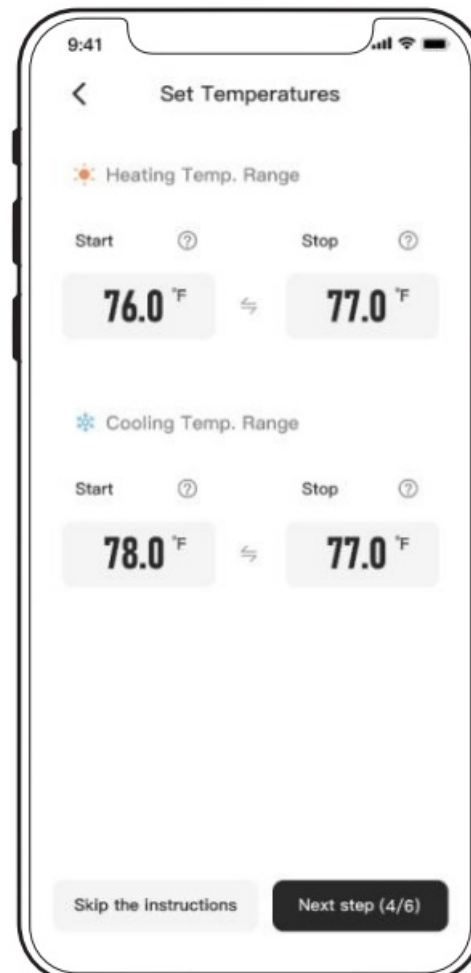 9:41
Set Temperatures
Heating Temp. Range
Start ? Stop ?
76.0 °F ⇋ 77.0 °F
Cooling Temp. Range
Start ? Stop ?
78.0 °F ⇋ 77.0 °F
Skip the instructions Next step (4/6)